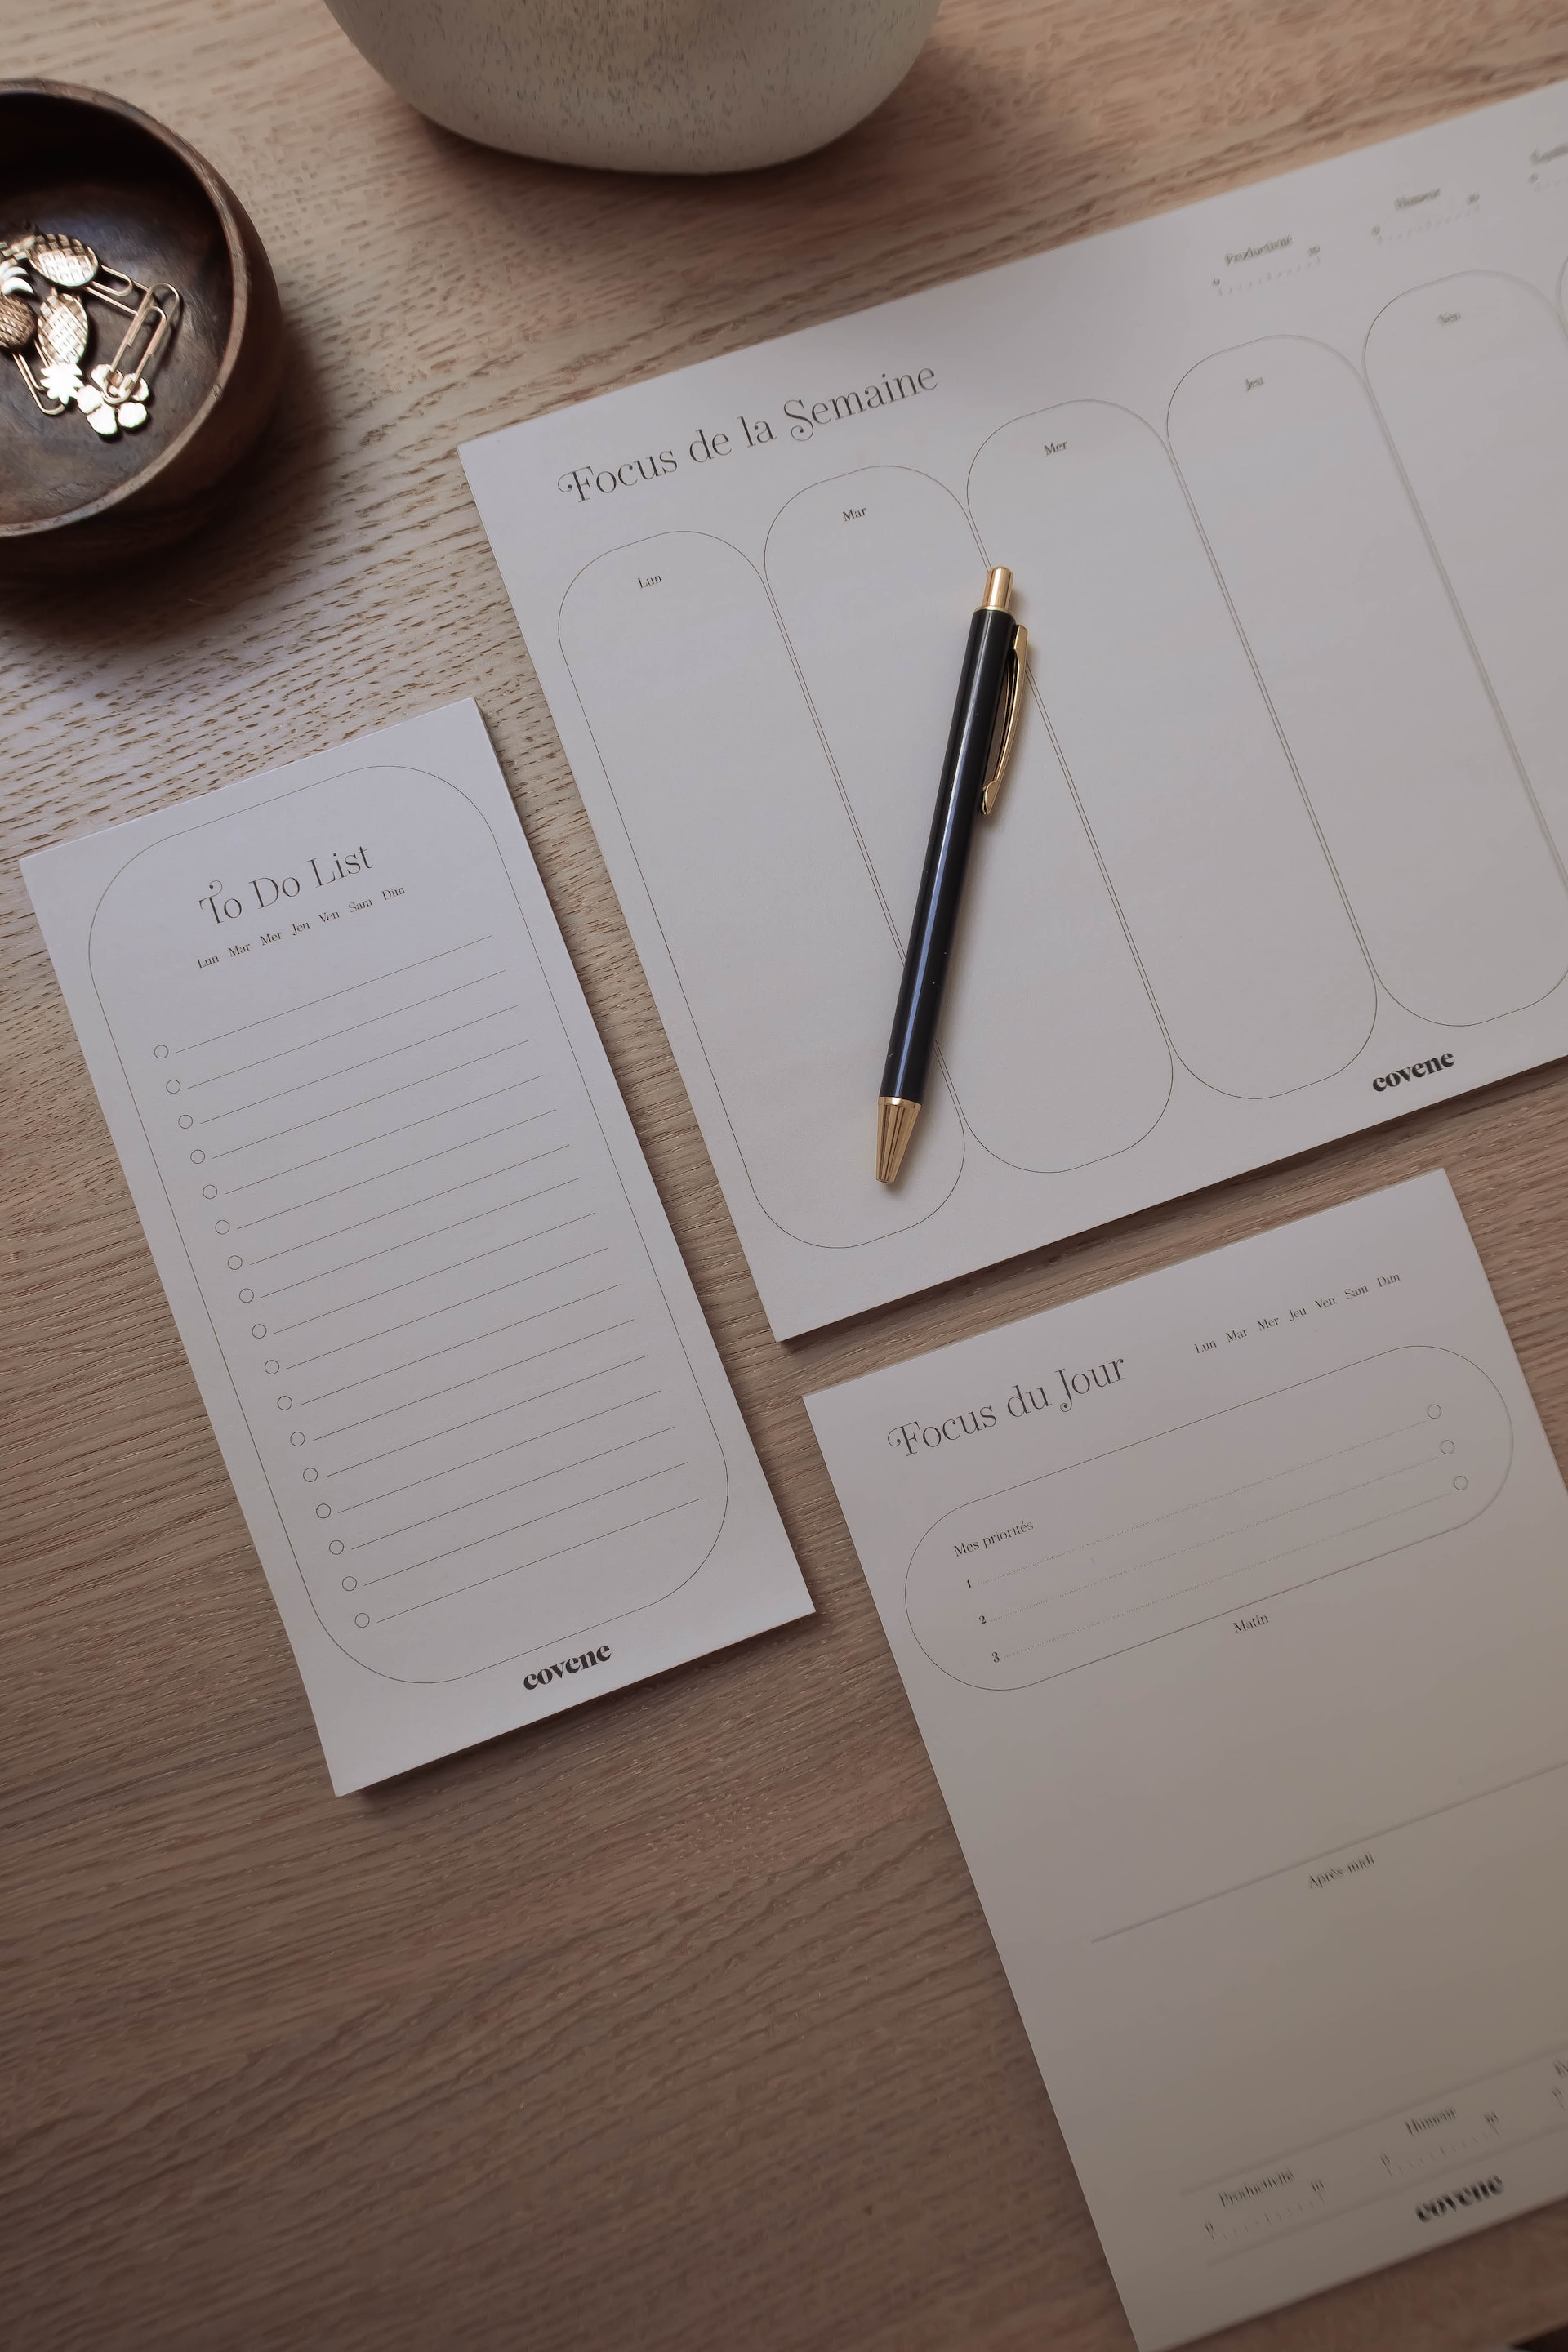 Focus de la Semaine
Productivité
0 10
Humeur
0 10
Lun
Mar
Mer
Jeu
Ven
covene
To Do List
Lun Mar Mer Jeu Ven Sam Dim
covene
Focus du Jour
Lun Mar Mer Jeu Ven Sam Dim
Mes priorités
1
2
3
Matin
Après-midi
Productivité
0 10
Humeur
0 10
covene